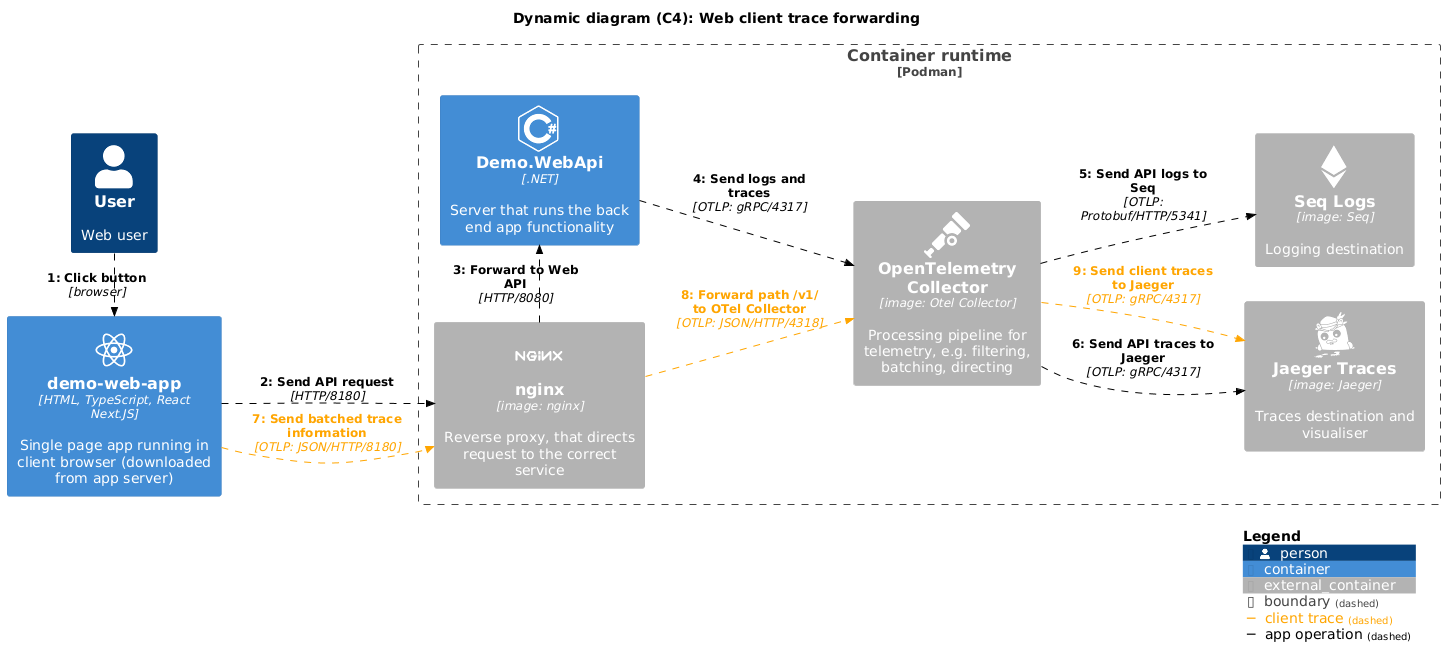 Dynamic diagram (C4): Web client trace forwarding
Container runtime
[Podman]
User
Web user
1: Click button
[browser]
demo-web-app
[HTML, TypeScript, React
Next.JS]
Single page app running in
client browser (downloaded
from app server)
2: Send API request
[HTTP/8180]
7: Send batched trace
information
[OTLP: JSON/HTTP/8180]
C#
Demo.WebApi
[.NET]
Server that runs the back
end app functionality
3: Forward to Web
API
[HTTP/8080]
NGINX
nginx
[image: nginx]
Reverse proxy, that directs
request to the correct
service
4: Send logs and
traces
[OTLP: gRPC/4317]
8: Forward path /v1/
to OTel Collector
[OTLP: JSON/HTTP/4318]
OpenTelemetry
Collector
[image: Otel Collector]
Processing pipeline for
telemetry, e.g. filtering,
batching, directing
5: Send API logs to
Seq
[OTLP:
Protobuf/HTTP/5341]
9: Send client traces
to Jaeger
[OTLP: gRPC/4317]
6: Send API traces to
Jaeger
[OTLP: gRPC/4317]
Seq Logs
[image: Seq]
Logging destination
Jaeger Traces
[image: Jaeger]
Traces destination and
visualiser
Legend
person
container
external_container
boundary (dashed)
client trace (dashed)
app operation (dashed)